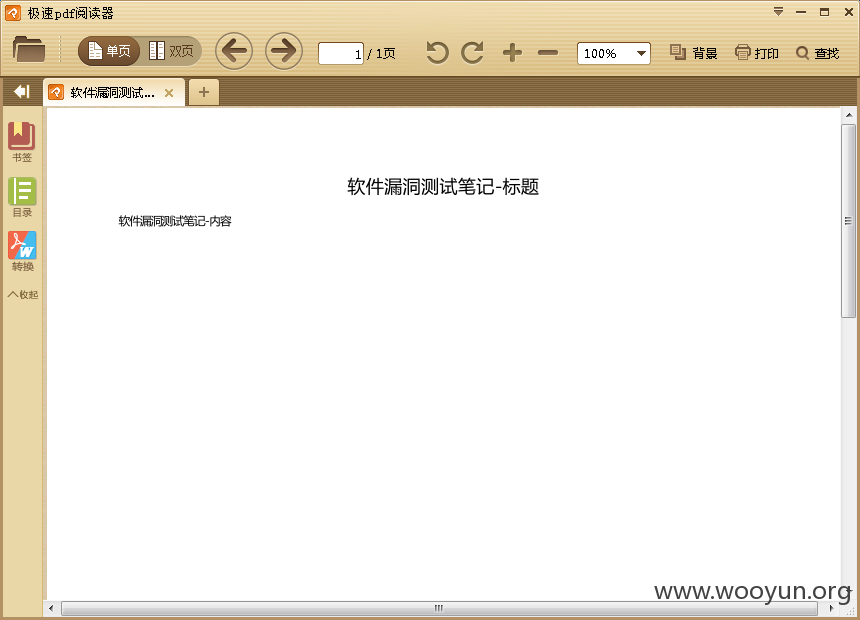 极速pdf阅读器
单页 双页 1 / 1页 100% 背景 打印 查找
软件漏洞测试...
书签
目录
转换
收起
软件漏洞测试笔记-标题
软件漏洞测试笔记-内容
www.wooyun.org